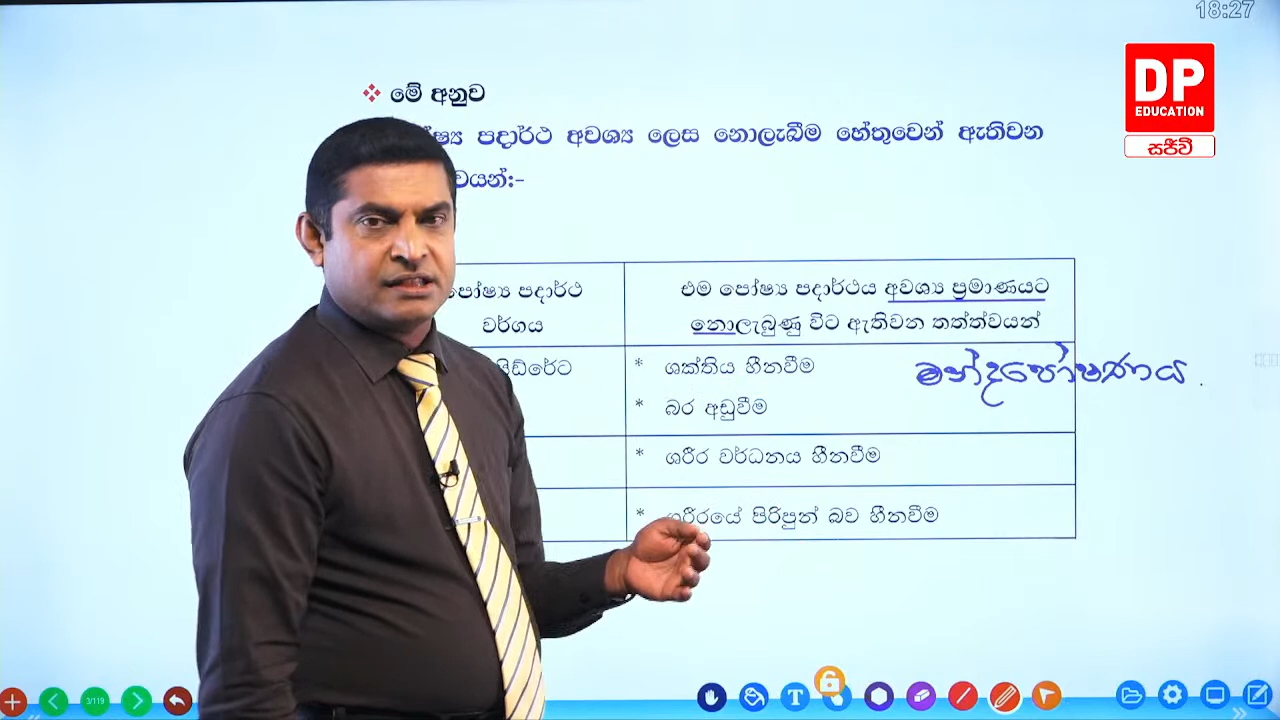 18:27
DP
EDUCATION
සජීවී
❖ මේ අනුව
පදාර්ථ අවශ්‍ය ලෙස නොලැබීම හේතුවෙන් ඇතිවන
පෝෂ්‍ය පදාර්ථ
වර්ගය
එම පෝෂ්‍ය පදාර්ථය අවශ්‍ය ප්‍රමාණයට
නොලැබුණු විට ඇතිවන තත්ත්වයන්
* ශක්තිය හීනවීම
* බර අඩුවීම
මන්දපෝෂණය
* ශරීර වර්ධනය හීනවීම
* ශරීරයේ පිරිපුන් බව හීනවීම
3/119
T